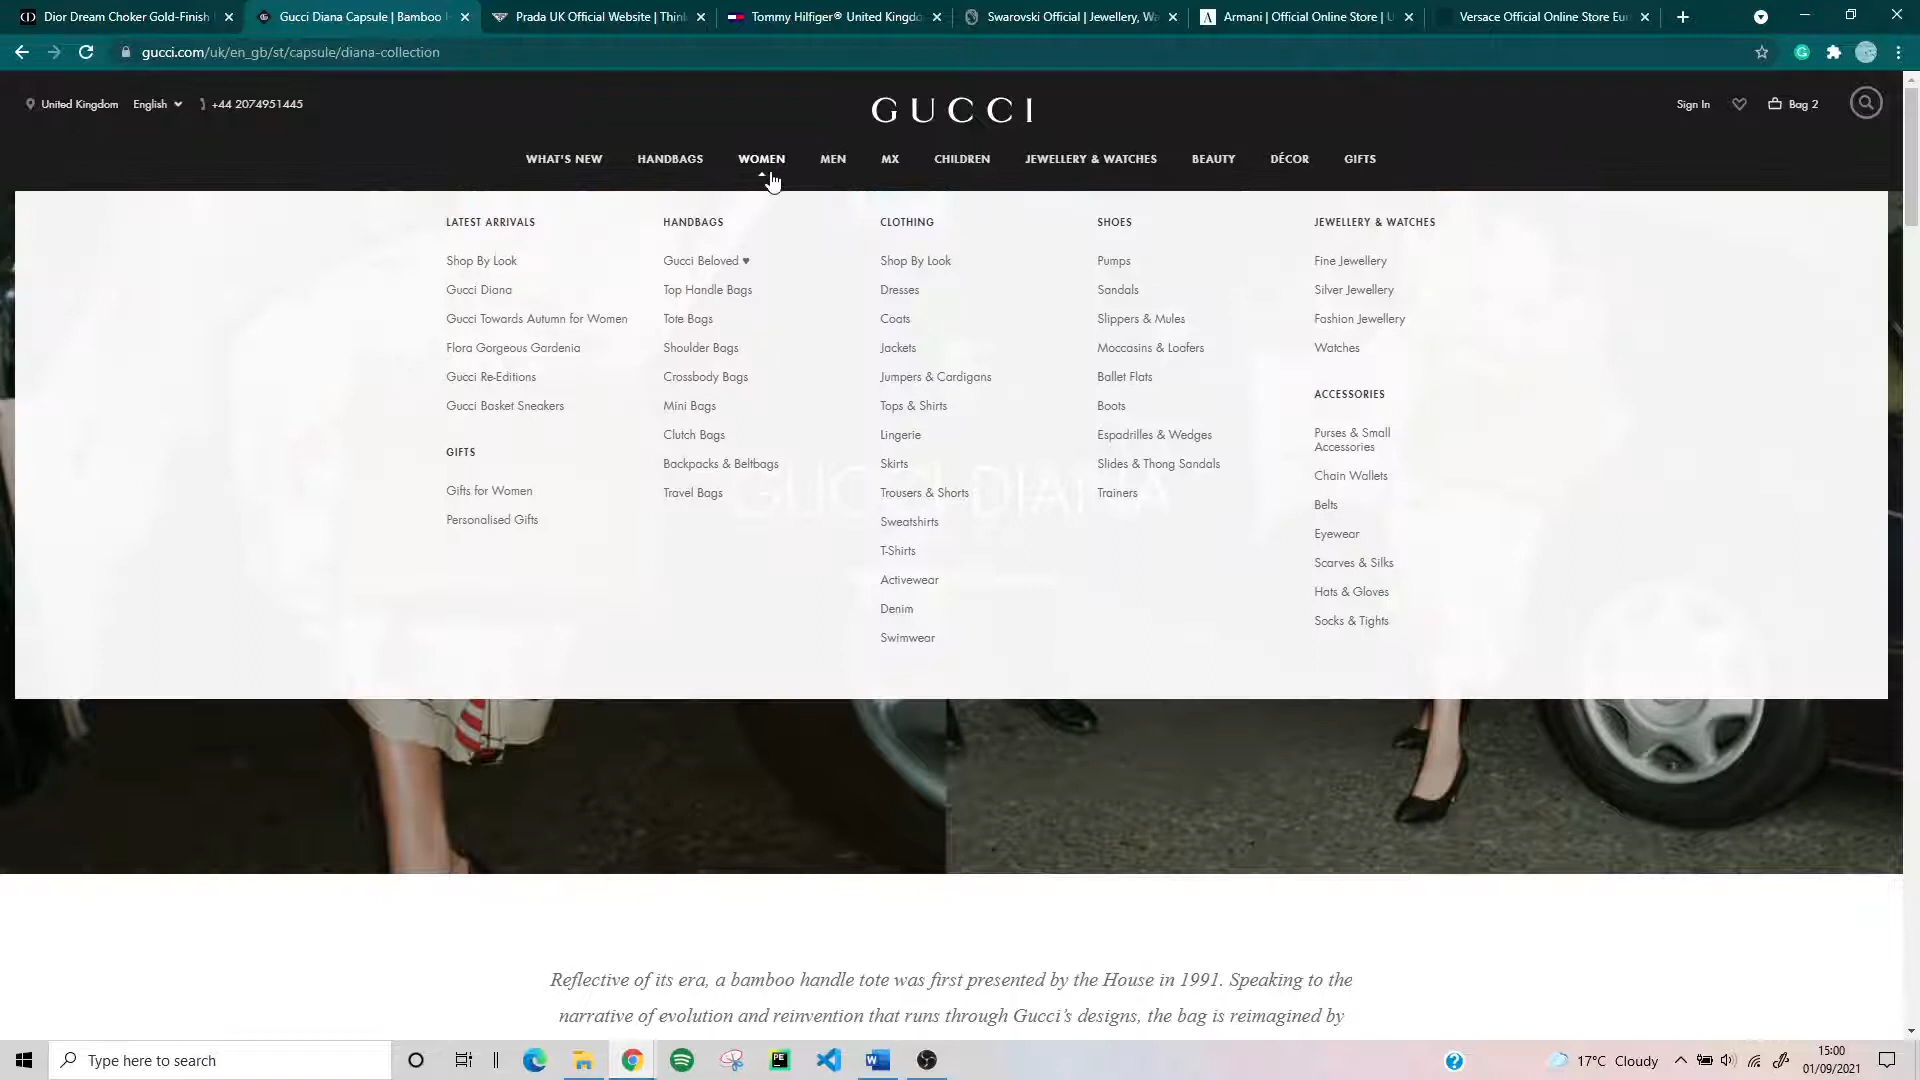 Dior Dream Choker Gold-Finish
Gucci Diana Capsule | Bamboo
Prada UK Official Website | Thin
Tommy Hilfiger® United Kingdo
Swarovski Official | Jewellery, Wa
Armani | Official Online Store | U
Versace Official Online Store Eur
gucci.com/uk/en_gb/st/capsule/diana-collection
United Kingdom English +44 2074951445
GUCCI
Sign In Bag 2
WHAT'S NEW HANDBAGS WOMEN MEN MX CHILDREN JEWELLERY & WATCHES BEAUTY DÉCOR GIFTS
LATEST ARRIVALS
Shop By Look
Gucci Diana
Gucci Towards Autumn for Women
Flora Gorgeous Gardenia
Gucci Re-Editions
Gucci Basket Sneakers
GIFTS
Gifts for Women
Personalised Gifts
HANDBAGS
Gucci Beloved ♥
Top Handle Bags
Tote Bags
Shoulder Bags
Crossbody Bags
Mini Bags
Clutch Bags
Backpacks & Beltbags
Travel Bags
CLOTHING
Shop By Look
Dresses
Coats
Jackets
Jumpers & Cardigans
Tops & Shirts
Lingerie
Skirts
Trousers & Shorts
Sweatshirts
T-Shirts
Activewear
Denim
Swimwear
SHOES
Pumps
Sandals
Slippers & Mules
Moccasins & Loafers
Ballet Flats
Boots
Espadrilles & Wedges
Slides & Thong Sandals
Trainers
JEWELLERY & WATCHES
Fine Jewellery
Silver Jewellery
Fashion Jewellery
Watches
ACCESSORIES
Purses & Small
Accessories
Chain Wallets
Belts
Eyewear
Scarves & Silks
Hats & Gloves
Socks & Tights
GUCCI DIANA
Reflective of its era, a bamboo handle tote was first presented by the House in 1991. Speaking to the
narrative of evolution and reinvention that runs through Gucci's designs, the bag is reimagined by
Type here to search
17°C Cloudy
15:00
01/09/2021